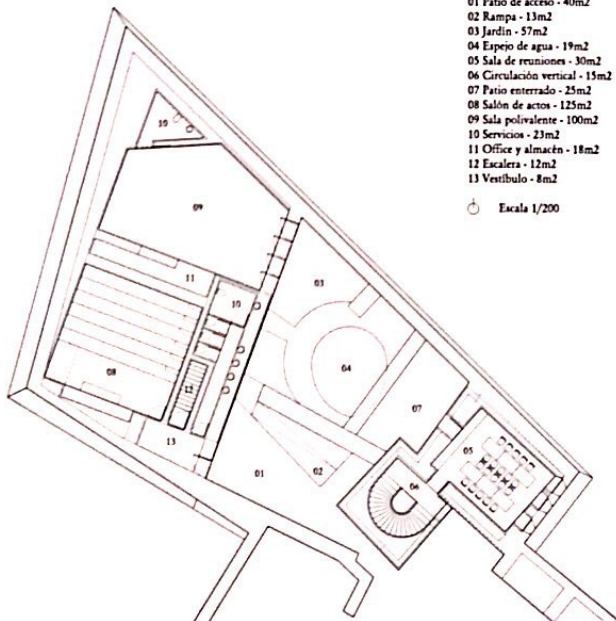 01 Patio de acceso - 40m2
02 Rampa - 13m2
03 Jardín - 57m2
04 Espejo de agua - 19m2
05 Sala de reuniones - 30m2
06 Circulación vertical - 15m2
07 Patio enterrado - 25m2
08 Salón de actos - 125m2
09 Sala polivalente - 100m2
10 Servicios - 23m2
11 Office y almacén - 18m2
12 Escalera - 12m2
13 Vestíbulo - 8m2
Escala 1/200
10
09
11
10
03
04
08
12
07
13
05
01
02
06